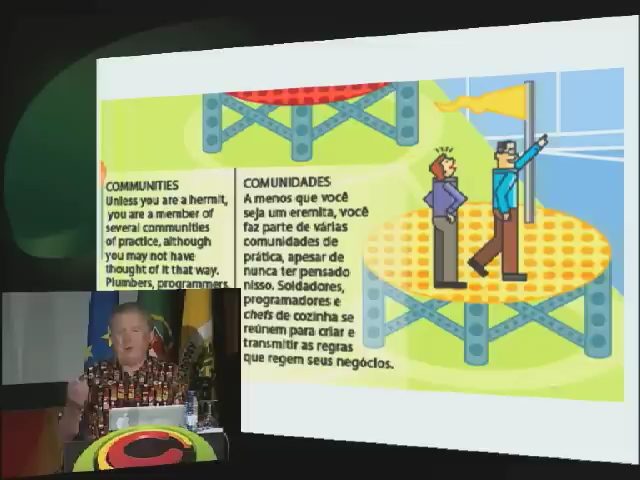 COMMUNITIES
Unless you are a hermit,
you are a member of
several communities
of practice, although
you may not have
thought of it that way.
Plumbers, programmers
COMUNIDADES
A menos que você
seja um eremita, você
faz parte de várias
comunidades de
prática, apesar de
nunca ter pensado
nisso. Soldadores,
programadores e
chefs de cozinha se
reúnem para criar e
transmitir as regras
que regem seus negócios.